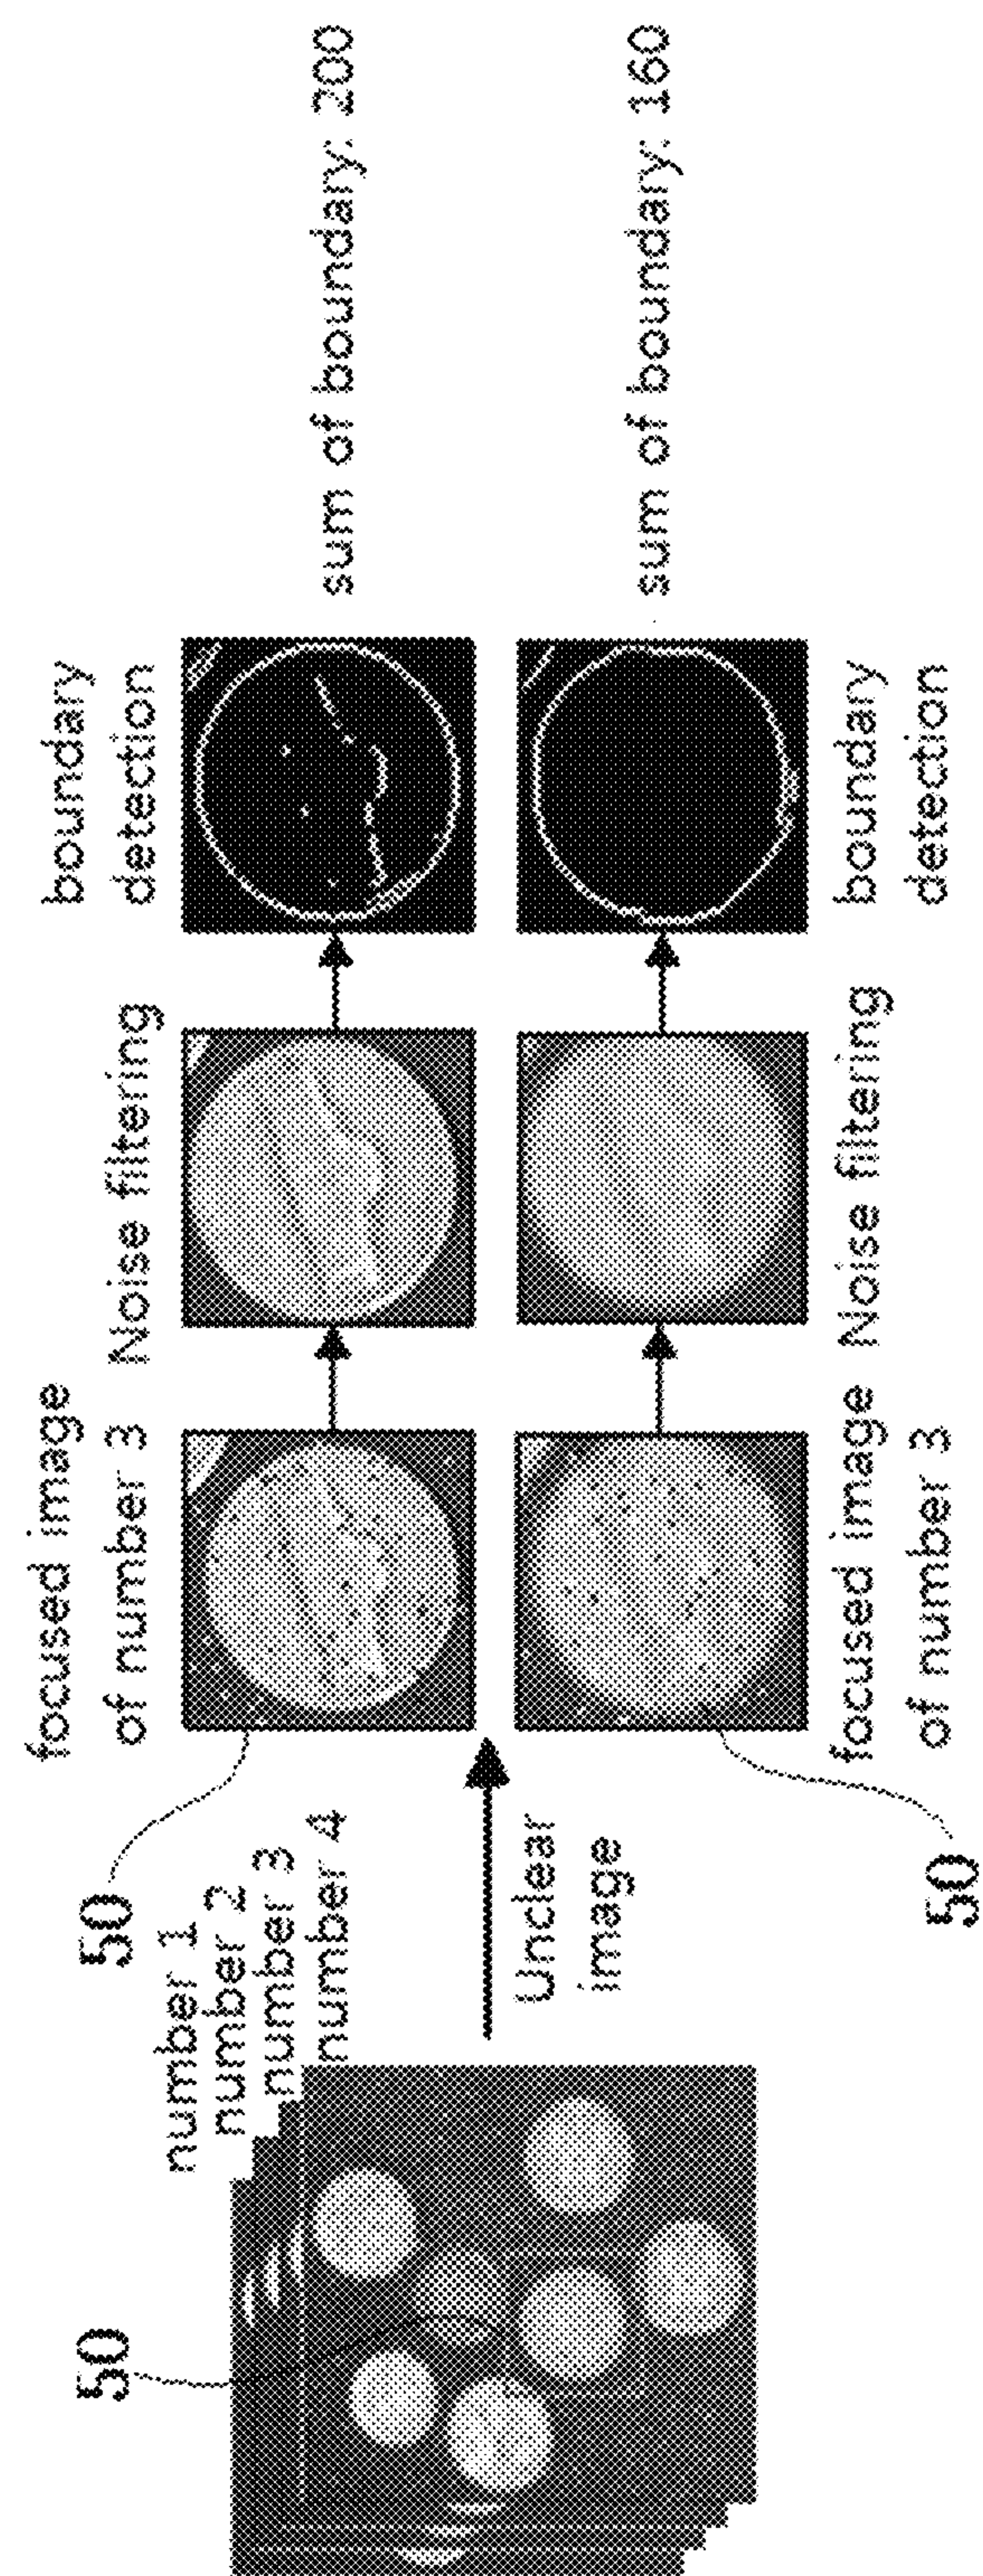 50
number 1
number 2
number 3
number 4
Unclear
image
50
focused image
of number 3
Noise filtering
boundary
detection
sum of boundary: 200
sum of boundary: 160
50
focused image
of number 3
Noise filtering
boundary
detection